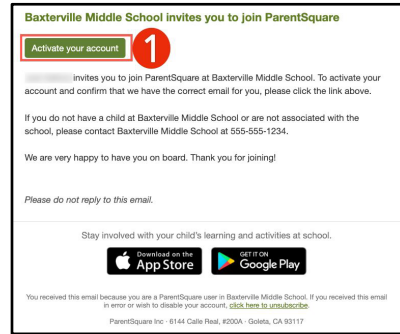 Baxterville Middle School invites you to join ParentSquare
Activate your account
1
invites you to join ParentSquare at Baxterville Middle School. To activate your
account and confirm that we have the correct email for you, please click the link above.
If you do not have a child at Baxterville Middle School or are not associated with the
school, please contact Baxterville Middle School at 555-555-1234.
We are very happy to have you on board. Thank you for joining!
Please do not reply to this email.
Stay involved with your child's learning and activities at school.
Download on the
App Store
GET IT ON
Google Play
You received this email because you are a ParentSquare user in Baxterville Middle School. If you received this email
in error or wish to disable your account, click here to unsubscribe.
ParentSquare Inc · 6144 Calle Real, #200A · Goleta, CA 93117